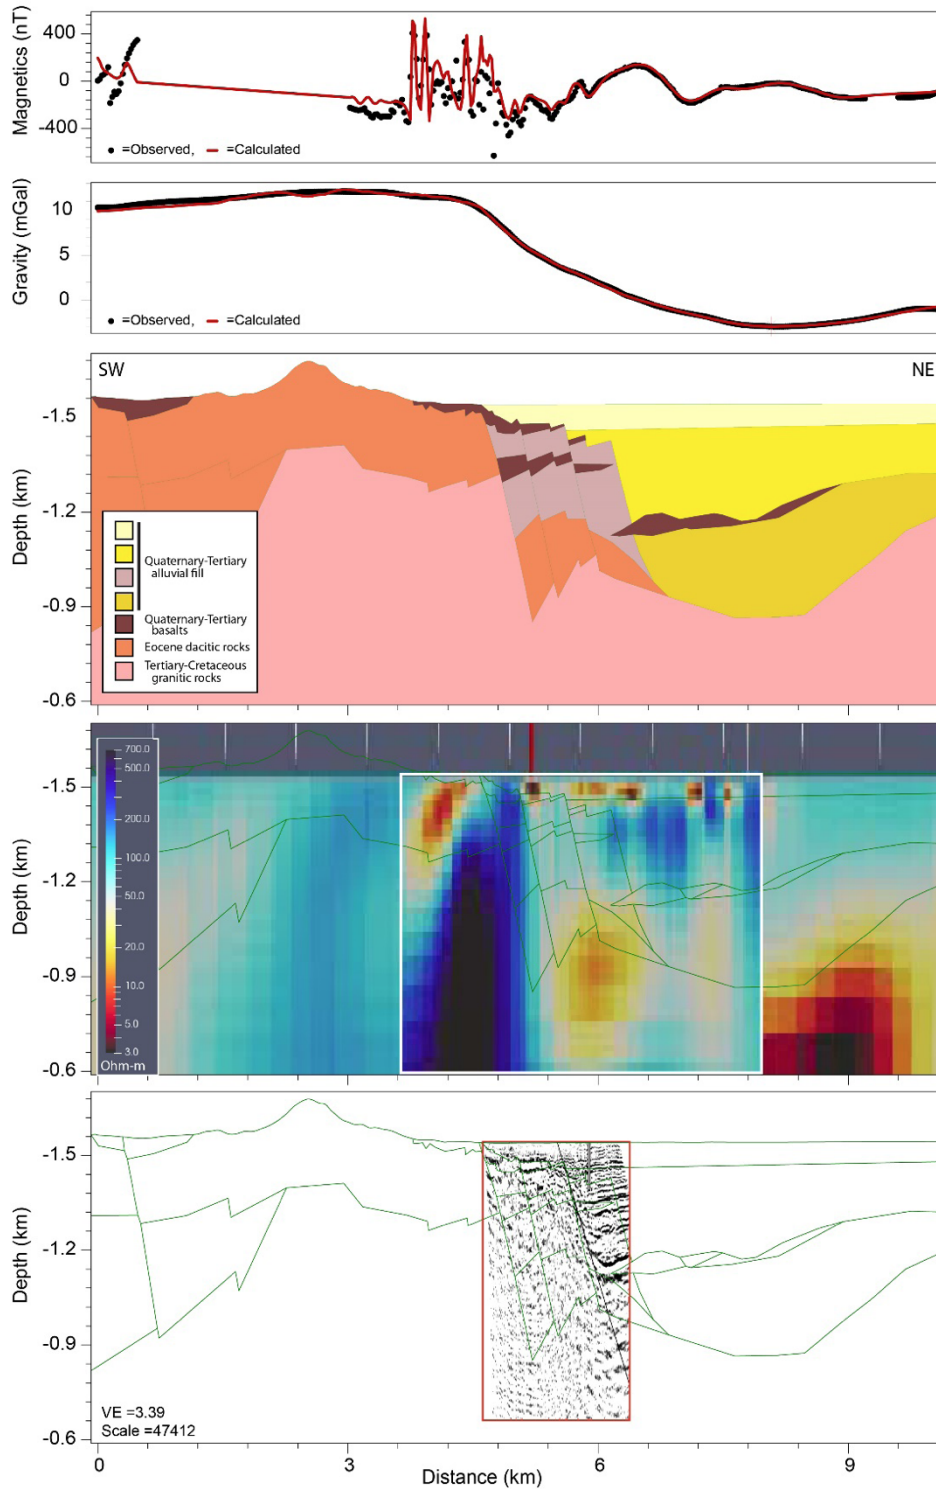 Magnetics (nT)
400
0
-400
=Observed, =Calculated
Gravity (mGal)
10
5
0
=Observed, =Calculated
SW
NE
Depth (km)
-1.5
-1.2
-0.9
-0.6
Quaternary-Tertiary
alluvial fill
Quaternary-Tertiary
basalts
Eocene dacitic rocks
Tertiary-Cretaceous
granitic rocks
Depth (km)
-1.5
-1.2
-0.9
-0.6
700.0
500.0
200.0
100.0
50.0
20.0
10.0
5.0
3.0
Ohm-m
Depth (km)
-1.5
-1.2
-0.9
-0.6
VE =3.39
Scale =47412
0
3
6
9
Distance (km)